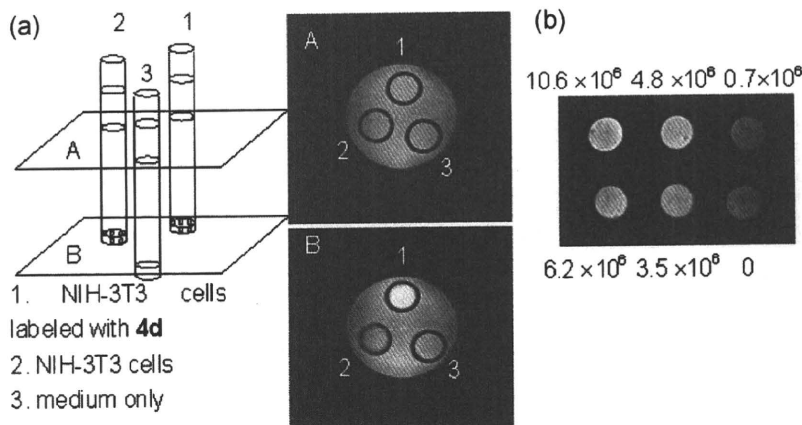 (a)
2
1
3
A
B
1. NIH-3T3 cells
labeled with 4d
2. NIH-3T3 cells
3. medium only
A
1
2
3
B
1
2
3
(b)
10.6 ×10⁶ 4.8 ×10⁶ 0.7×10⁶
6.2 ×10⁶ 3.5 ×10⁶ 0